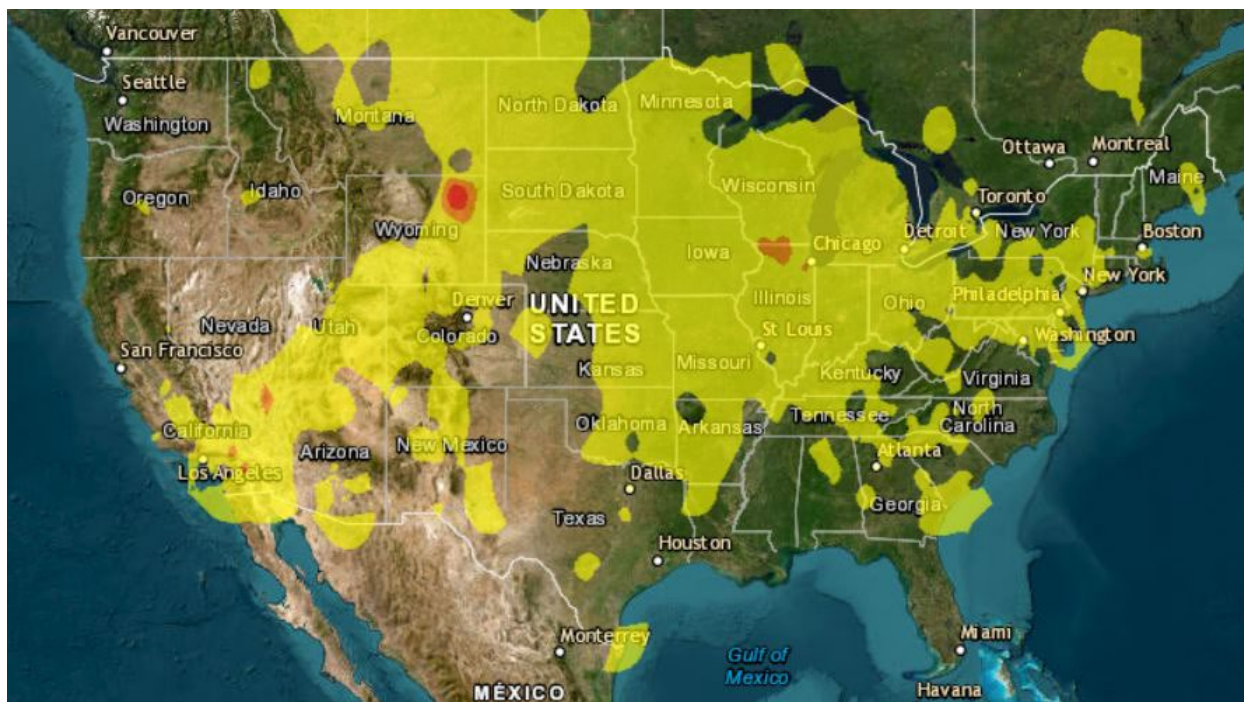 Vancouver
Seattle
Washington
Montana
North Dakota
Minnesota
Ottawa
Montreal
Maine
Oregon
Idaho
South Dakota
Wisconsin
Toronto
Wyoming
Iowa
Chicago
Detroit
New York
Boston
Nebraska
Nevada
Utah
Denver
Colorado
UNITED
STATES
Illinois
Ohio
Philadelphia
New York
San Francisco
St Louis
Washington
Kansas
Missouri
Kentucky
Virginia
California
Los Angeles
Arizona
New Mexico
Oklahoma
Arkansas
Tennessee
North
Carolina
Atlanta
Dallas
Texas
Georgia
Houston
Monterrey
Gulf of
Mexico
Miami
MÉXICO
Havana